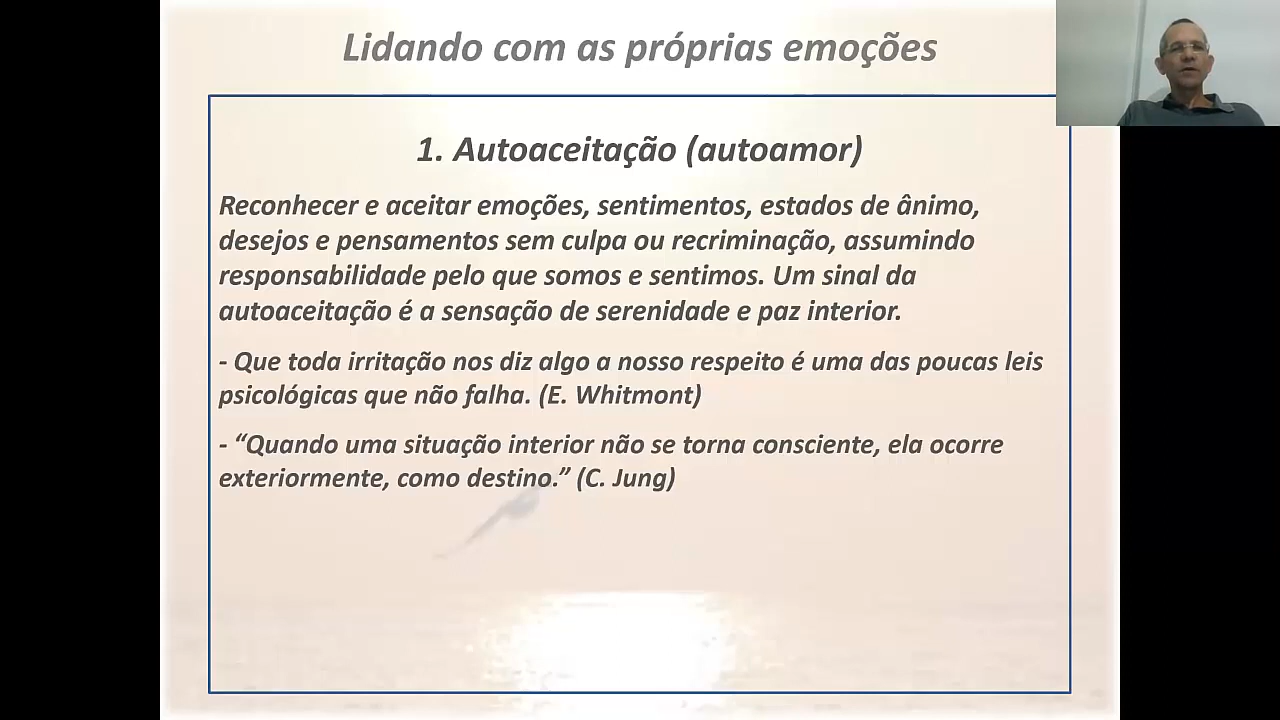 Lidando com as próprias emoções
1. Autoaceitação (autoamor)
Reconhecer e aceitar emoções, sentimentos, estados de ânimo,
desejos e pensamentos sem culpa ou recriminação, assumindo
responsabilidade pelo que somos e sentimos. Um sinal da
autoaceitação é a sensação de serenidade e paz interior.
- Que toda irritação nos diz algo a nosso respeito é uma das poucas leis
psicológicas que não falha. (E. Whitmont)
- “Quando uma situação interior não se torna consciente, ela ocorre
exteriormente, como destino.” (C. Jung)